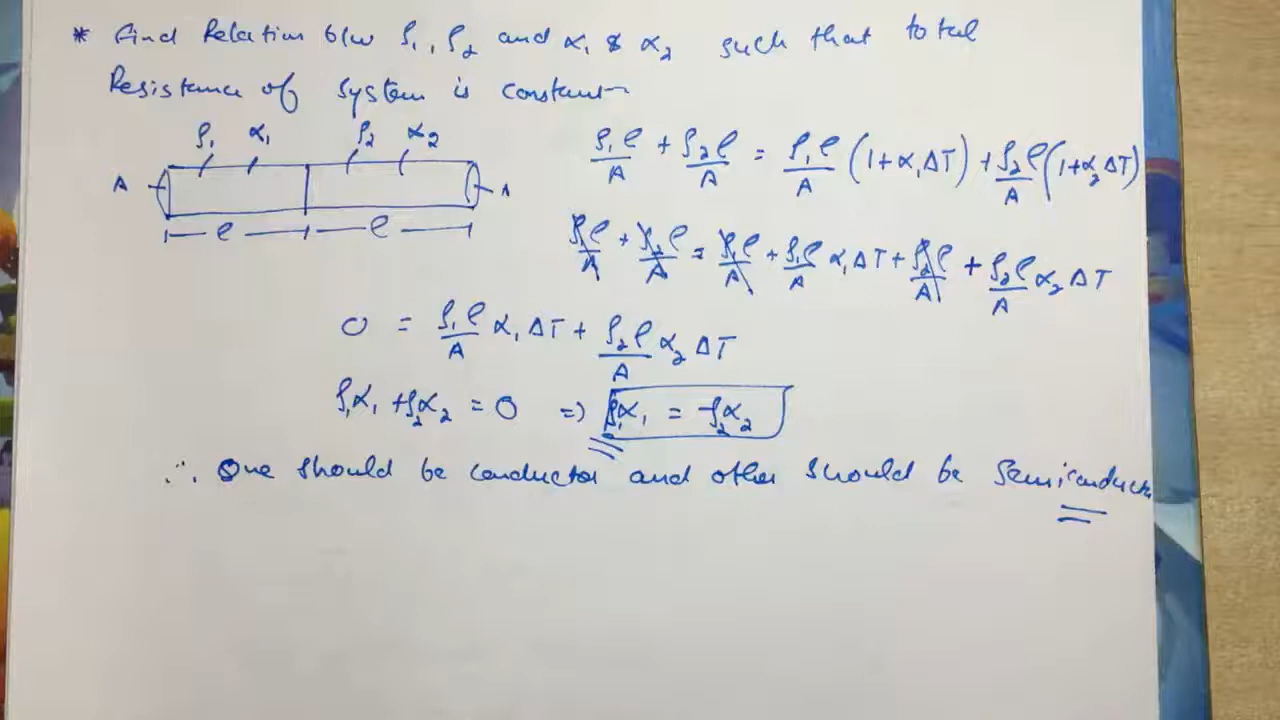 * Find Relation b/w ρ₁, ρ₂ and α₁ & α₂ such that total
Resistance of system is constant
ρ₁ α₁ ρ₂ α₂
A A
ℓ ℓ
ρ₁ℓ/A + ρ₂ℓ/A = ρ₁ℓ/A (1+α₁ΔT) + ρ₂ℓ/A (1+α₂ΔT)
ρ₁ℓ/A + ρ₂ℓ/A = ρ₁ℓ/A + ρ₁ℓ/A α₁ΔT + ρ₂ℓ/A + ρ₂ℓ/A α₂ΔT
0 = ρ₁ℓ/A α₁ΔT + ρ₂ℓ/A α₂ΔT
ρ₁α₁ + ρ₂α₂ = 0 => ρ₁α₁ = -ρ₂α₂
∴ One should be conductor and other should be Semiconductor